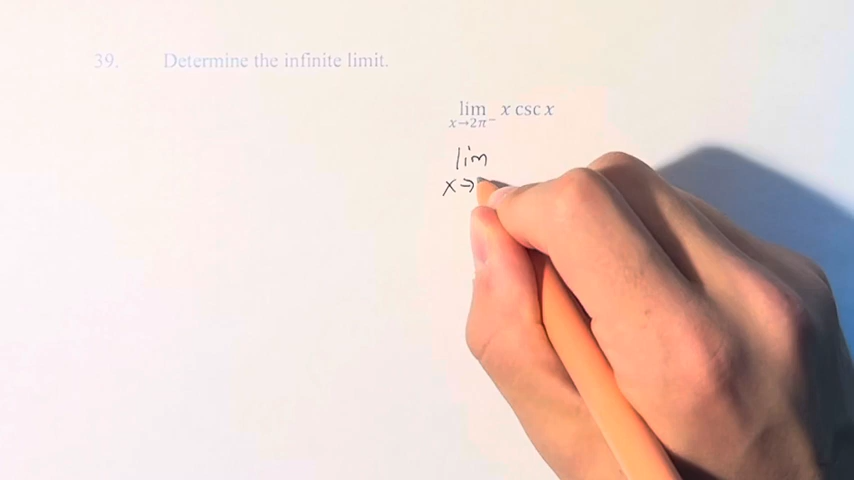 39. Determine the infinite limit.
lim x csc x
x→2π⁻
lim
x→